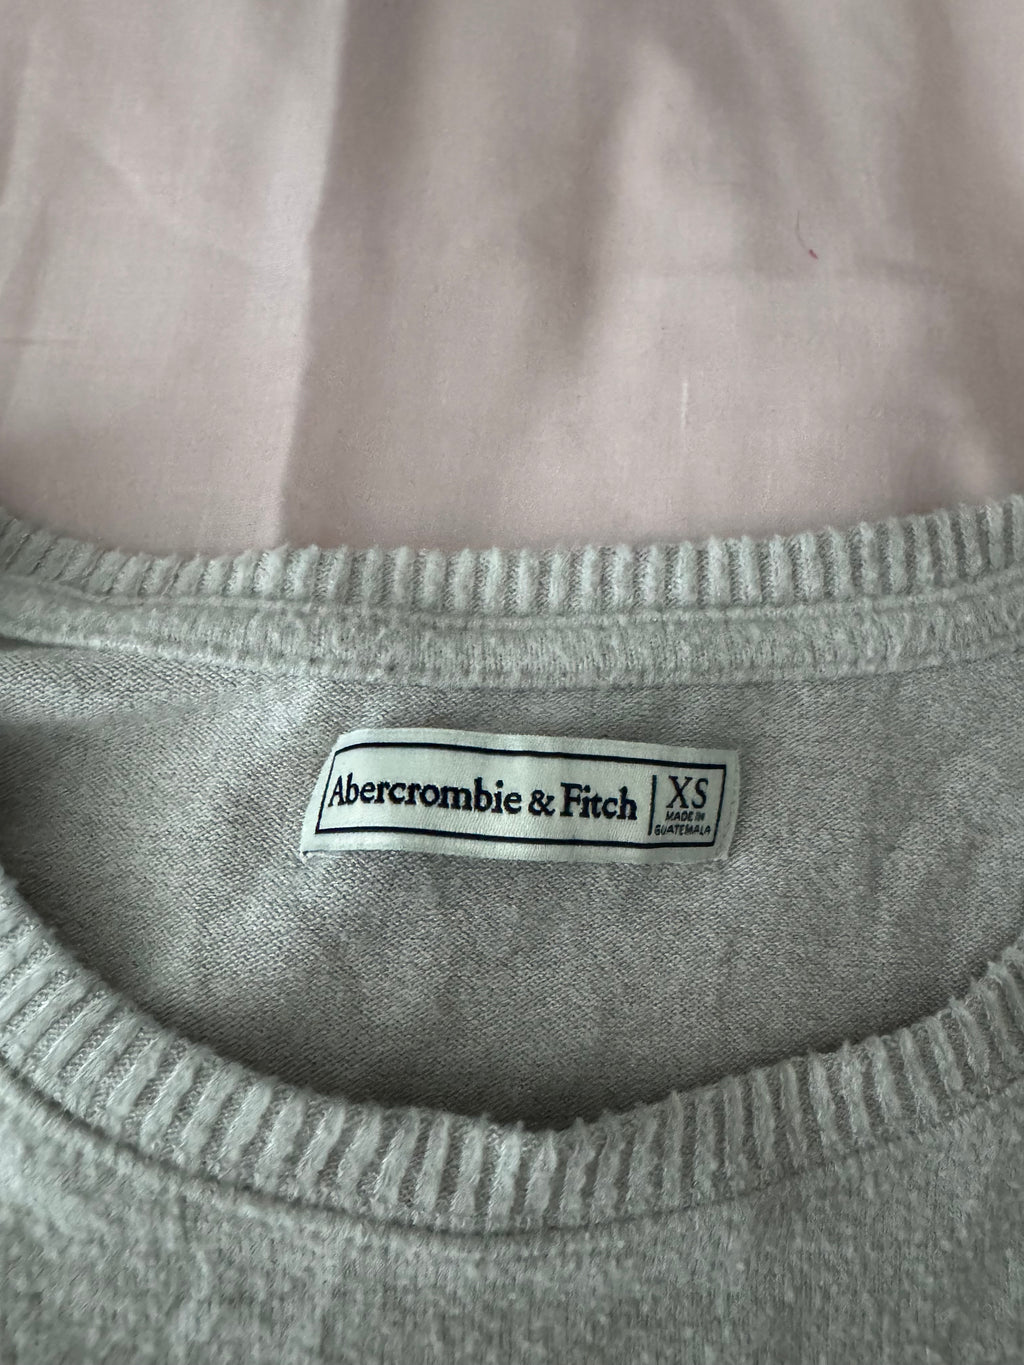 Abercrombie & Fitch
XS
MADE IN
GUATEMALA